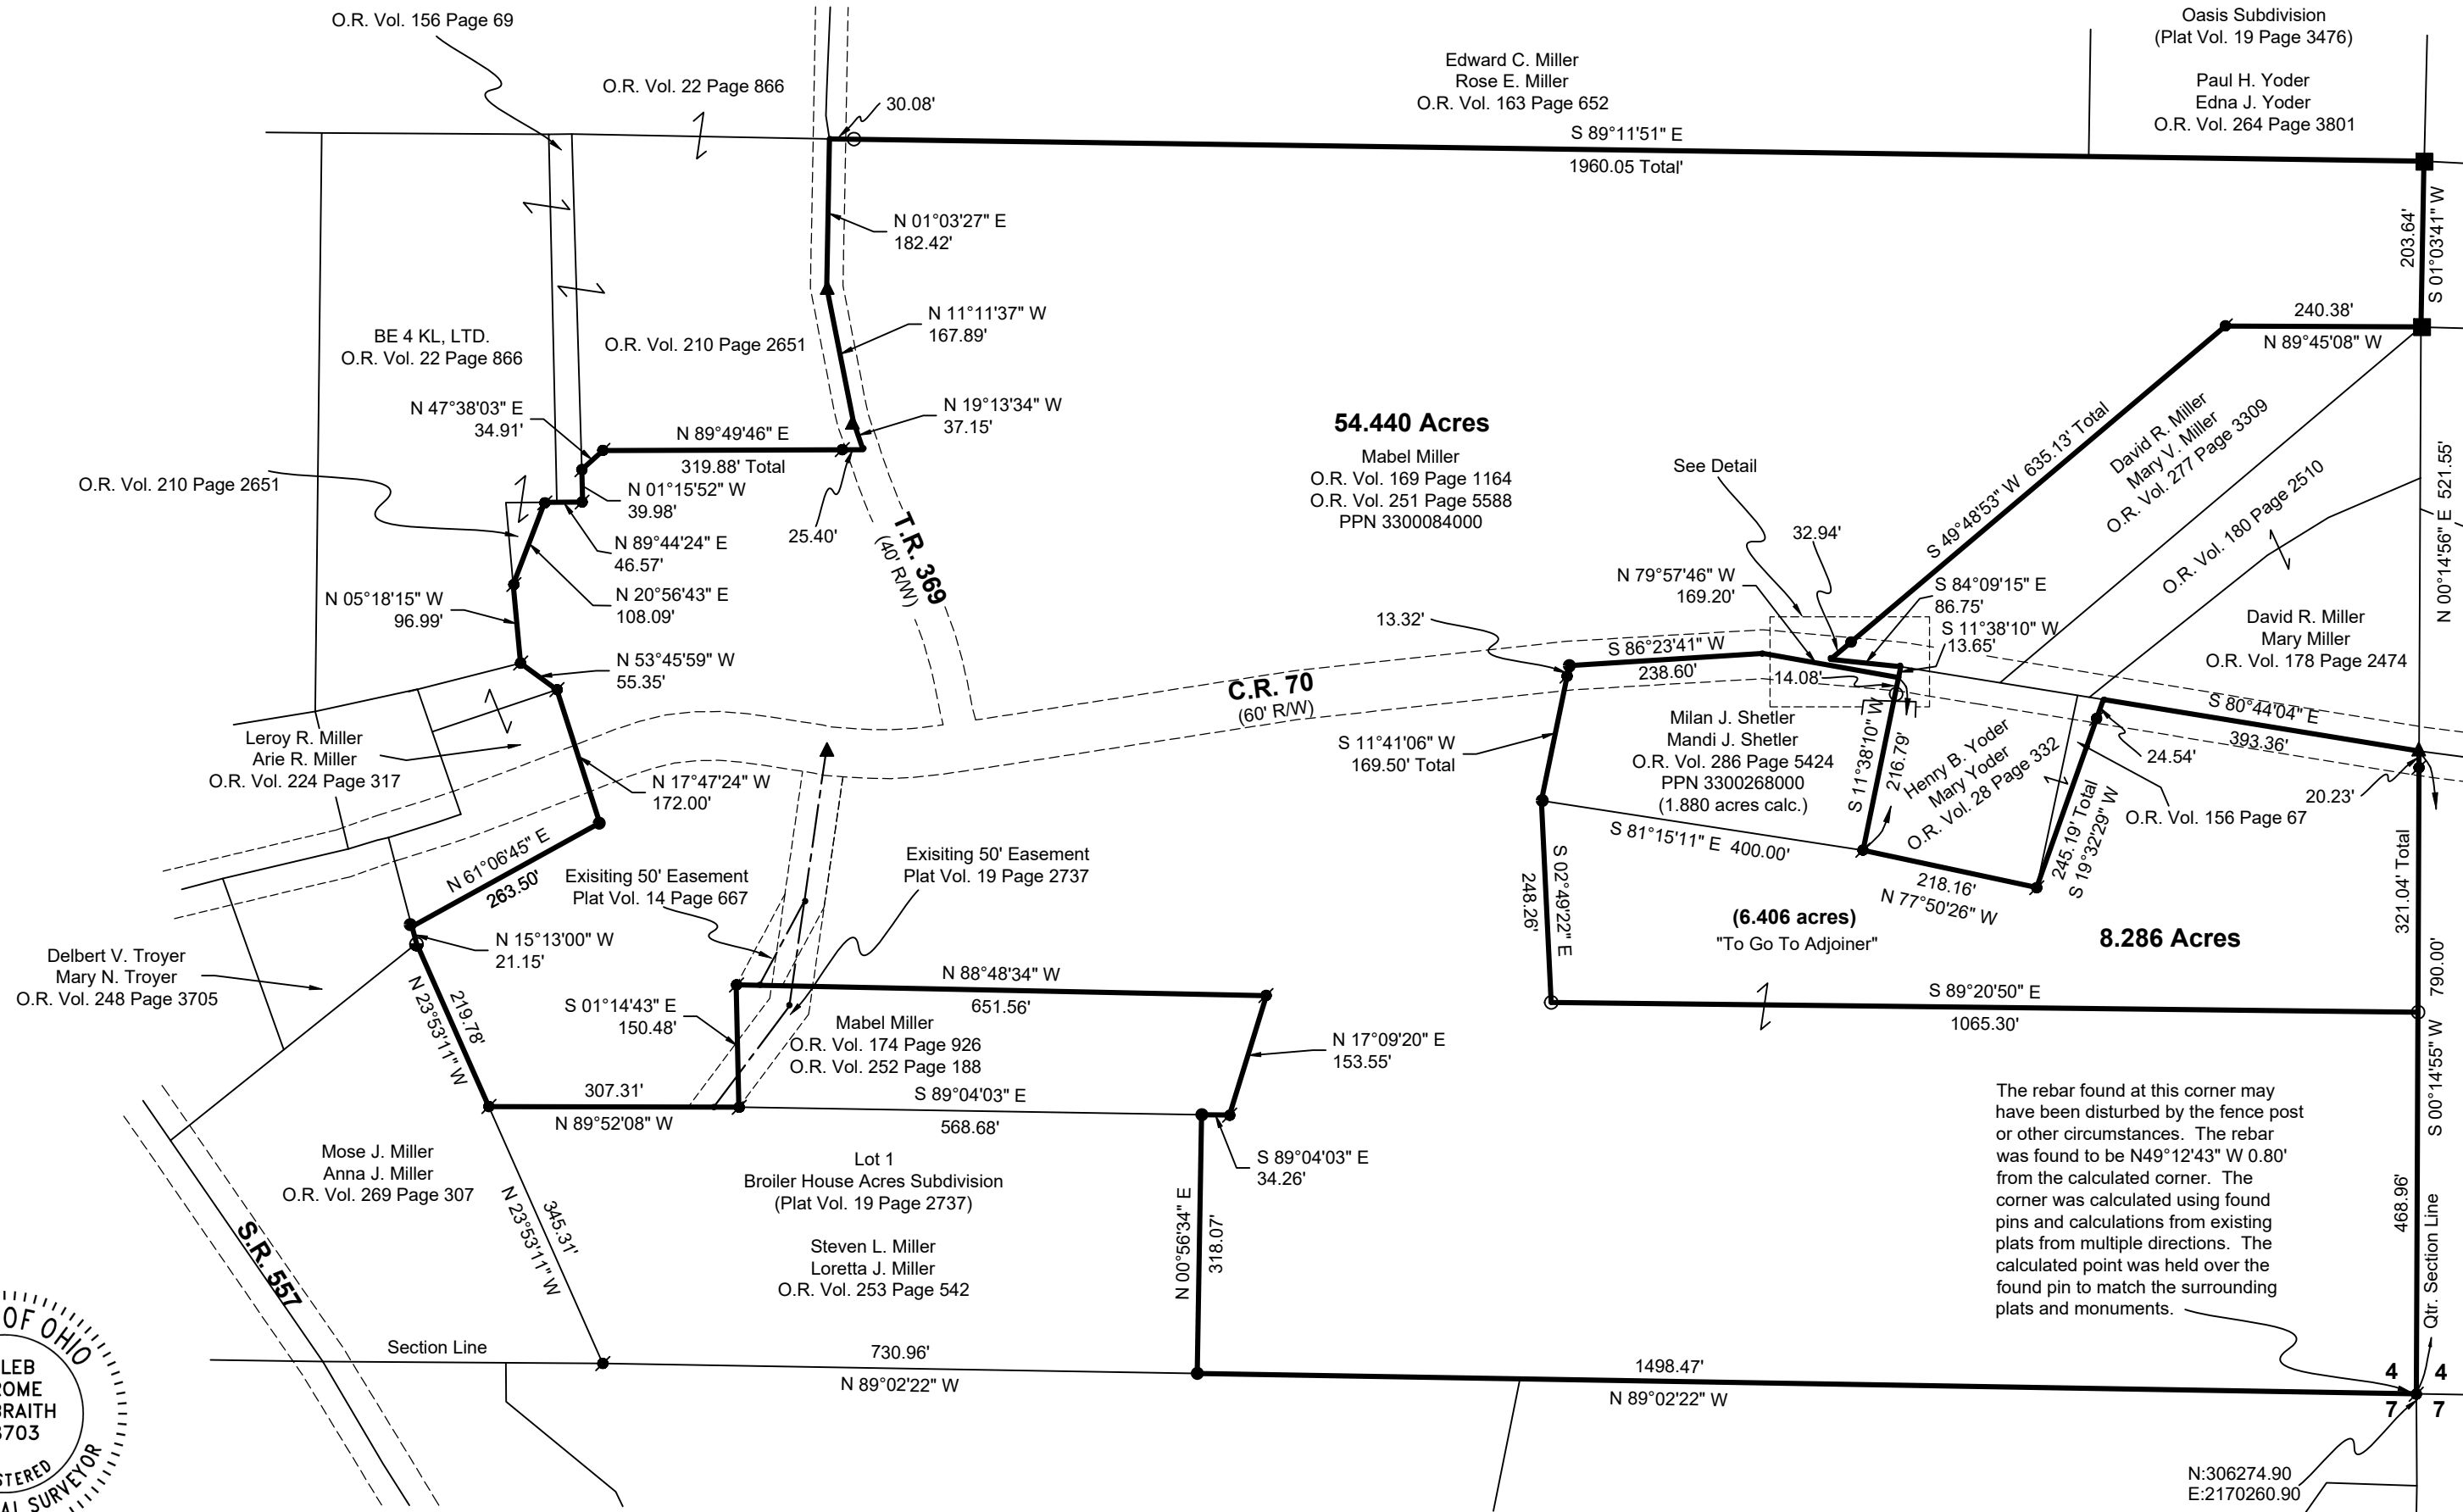 O.R. Vol. 156 Page 69
O.R. Vol. 22 Page 866
30.08'
Edward C. Miller
Rose E. Miller
O.R. Vol. 163 Page 652
S 89°11'51" E
1960.05 Total'
Oasis Subdivision
(Plat Vol. 19 Page 3476)
Paul H. Yoder
Edna J. Yoder
O.R. Vol. 264 Page 3801
203.64'
S 01°03'41" W
N 01°03'27" E
182.42'
N 11°11'37" W
167.89'
240.38'
N 89°45'08" W
BE 4 KL, LTD.
O.R. Vol. 22 Page 866
O.R. Vol. 210 Page 2651
N 47°38'03" E
34.91'
N 89°49'46" E
319.88' Total
N 19°13'34" W
37.15'
54.440 Acres
Mabel Miller
O.R. Vol. 169 Page 1164
O.R. Vol. 251 Page 5588
PPN 3300084000
See Detail
S 49°48'53" W 635.13' Total
David R. Miller
Mary V. Miller
O.R. Vol. 277 Page 3309
O.R. Vol. 180 Page 2510
N 00°14'56" E 521.55'
O.R. Vol. 210 Page 2651
N 01°15'52" W
39.98'
25.40'
T.R. 369
(40' R/W)
N 89°44'24" E
46.57'
32.94'
N 05°18'15" W
96.99'
N 20°56'43" E
108.09'
N 79°57'46" W
169.20'
S 84°09'15" E
86.75'
S 11°38'10" W
13.65'
David R. Miller
Mary Miller
O.R. Vol. 178 Page 2474
13.32'
S 86°23'41" W
238.60'
14.08'
N 53°45'59" W
55.35'
C.R. 70
(60' R/W)
S 80°44'04" E
393.36'
Leroy R. Miller
Arie R. Miller
O.R. Vol. 224 Page 317
N 17°47'24" W
172.00'
S 11°41'06" W
169.50' Total
Milan J. Shetler
Mandi J. Shetler
O.R. Vol. 286 Page 5424
PPN 3300268000
(1.880 acres calc.)
S 11°38'10" W
216.79'
Henry B. Yoder
Mary Yoder
O.R. Vol. 28 Page 332
24.54'
245.19' Total
S 19°32'29" W
O.R. Vol. 156 Page 67
20.23'
N 61°06'45" E
263.50'
Exisiting 50' Easement
Plat Vol. 14 Page 667
Exisiting 50' Easement
Plat Vol. 19 Page 2737
S 81°15'11" E 400.00'
218.16'
N 77°50'26" W
S 02°49'22" E
248.26'
(6.406 acres)
"To Go To Adjoiner"
8.286 Acres
321.04' Total
790.00'
Delbert V. Troyer
Mary N. Troyer
O.R. Vol. 248 Page 3705
N 15°13'00" W
21.15'
219.78'
N 23°53'11" W
S 01°14'43" E
150.48'
N 88°48'34" W
651.56'
Mabel Miller
O.R. Vol. 174 Page 926
O.R. Vol. 252 Page 188
N 17°09'20" E
153.55'
S 89°20'50" E
1065.30'
307.31'
N 89°52'08" W
S 89°04'03" E
568.68'
S 89°04'03" E
34.26'
S 00°14'55" W
468.96'
Mose J. Miller
Anna J. Miller
O.R. Vol. 269 Page 307
345.31'
N 23°53'11" W
Lot 1
Broiler House Acres Subdivision
(Plat Vol. 19 Page 2737)
Steven L. Miller
Loretta J. Miller
O.R. Vol. 253 Page 542
N 00°56'34" E
318.07'
The rebar found at this corner may
have been disturbed by the fence post
or other circumstances. The rebar
was found to be N49°12'43" W 0.80'
from the calculated corner. The
corner was calculated using found
pins and calculations from existing
plats from multiple directions. The
calculated point was held over the
found pin to match the surrounding
plats and monuments.
Qtr. Section Line
S.R. 557
Section Line
730.96'
N 89°02'22" W
1498.47'
N 89°02'22" W
4 4
7 7
N:306274.90
E:2170260.90
OF OHIO
LEB
OME
BRAITH
8703
STERED
AL SURVEYOR